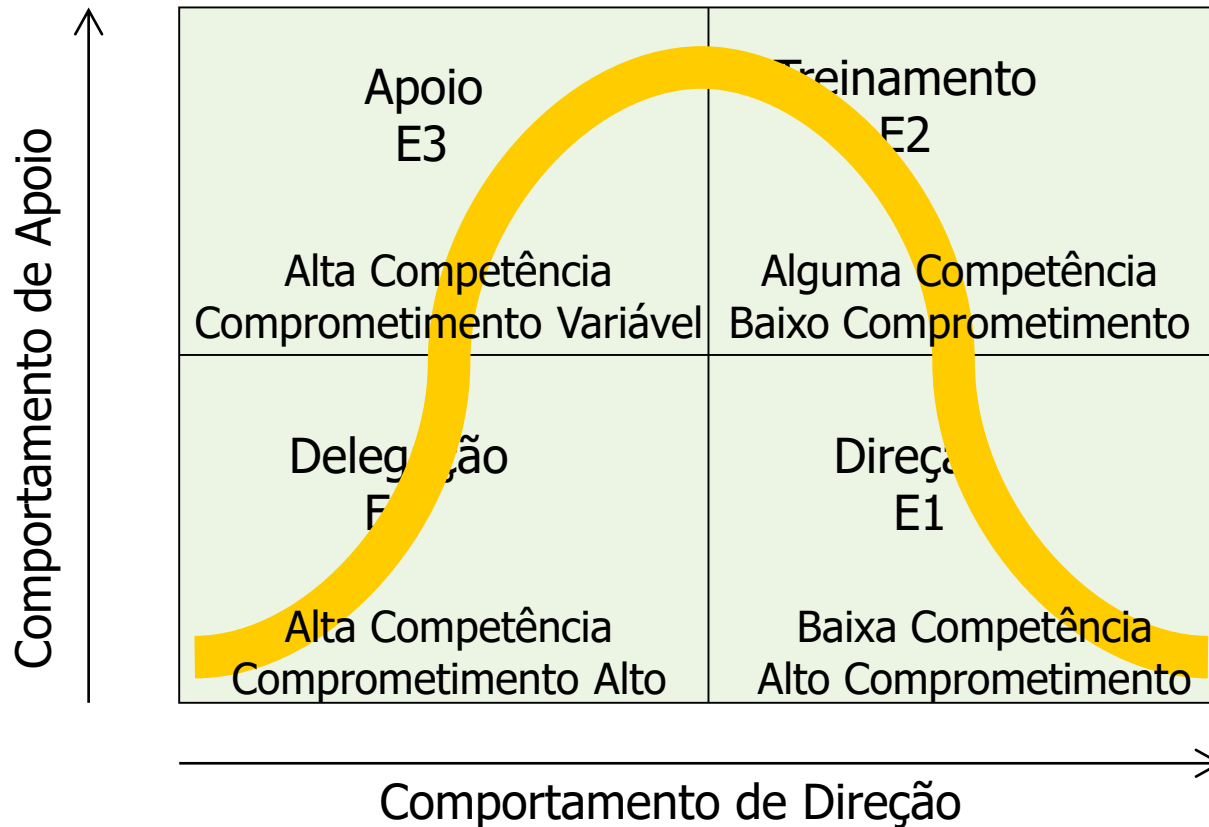 Comportamento de Apoio
Apoio
E3
Alta Competência
Comprometimento Variável
E2
Alguma Competência
Baixo Comprometimento
Alta Competência
Comprometimento Alto
E1
Baixa Competência
Alto Comprometimento
Comportamento de Direção